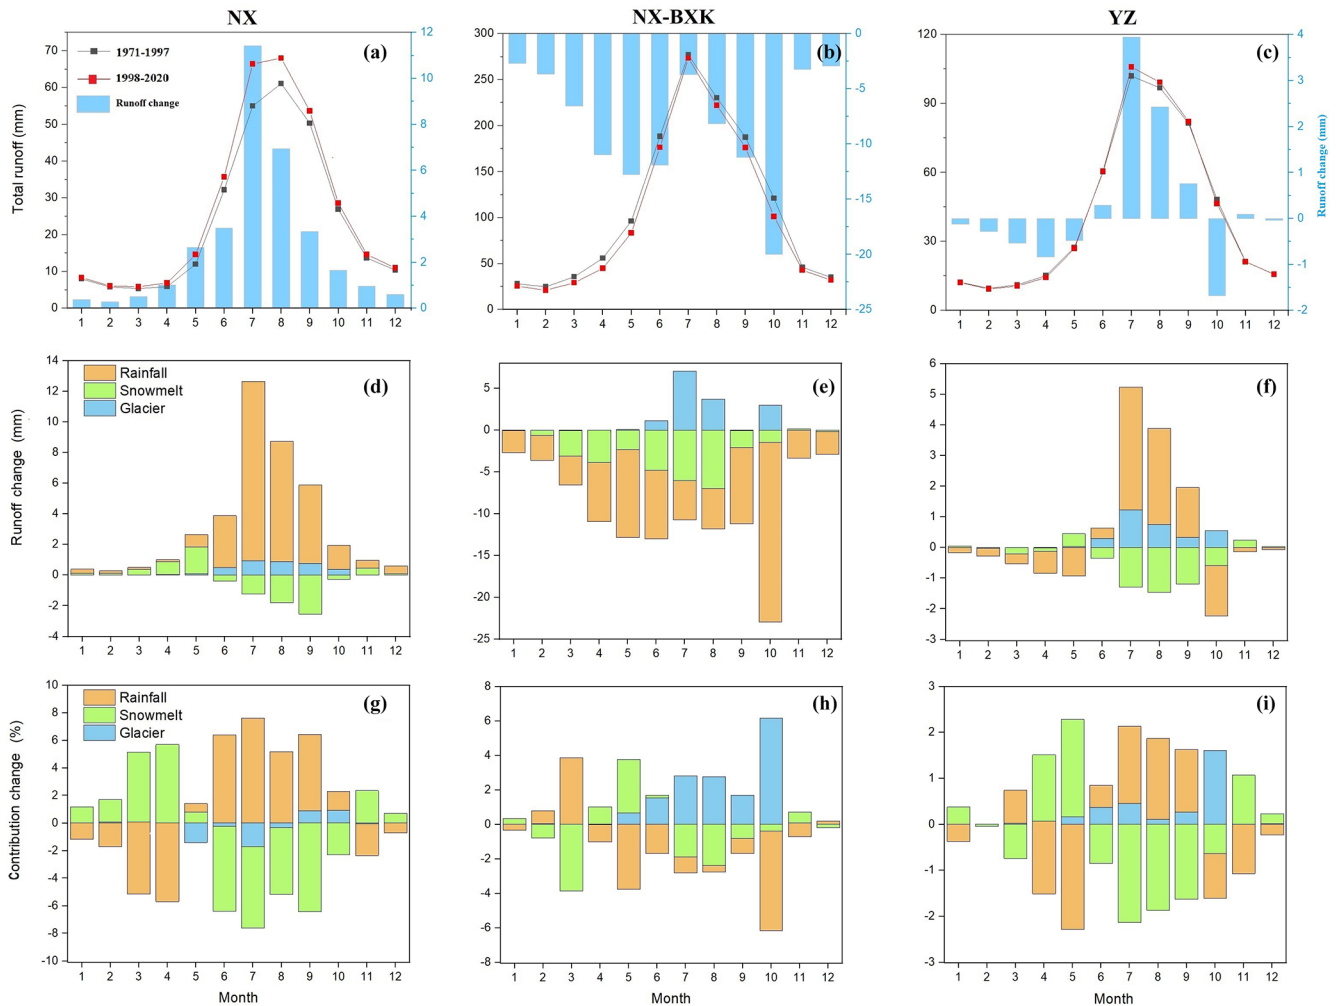 NX
NX-BXK
YZ
Total runoff (mm)
70
60
50
40
30
20
10
0
1971-1997
1998-2020
Runoff change
(a)
12
10
8
6
4
2
0
1 2 3 4 5 6 7 8 9 10 11 12
300
250
200
150
100
50
0
(b)
0
-5
-10
-15
-20
-25
1 2 3 4 5 6 7 8 9 10 11 12
120
90
60
30
0
(c)
4
3
2
1
0
-1
-2
Runoff change (mm)
1 2 3 4 5 6 7 8 9 10 11 12
Runoff change (mm)
14
12
10
8
6
4
2
0
-2
-4
Rainfall
Snowmelt
Glacier
(d)
1 2 3 4 5 6 7 8 9 10 11 12
5
0
-5
-10
-15
-20
-25
(e)
1 2 3 4 5 6 7 8 9 10 11 12
6
5
4
3
2
1
0
-1
-2
-3
(f)
1 2 3 4 5 6 7 8 9 10 11 12
Contribution change (%)
10
8
6
4
2
0
-2
-4
-6
-8
-10
Rainfall
Snowmelt
Glacier
(g)
1 2 3 4 5 6 7 8 9 10 11 12
Month
8
6
4
2
0
-2
-4
-6
-8
(h)
1 2 3 4 5 6 7 8 9 10 11 12
Month
3
2
1
0
-1
-2
-3
(i)
1 2 3 4 5 6 7 8 9 10 11 12
Month